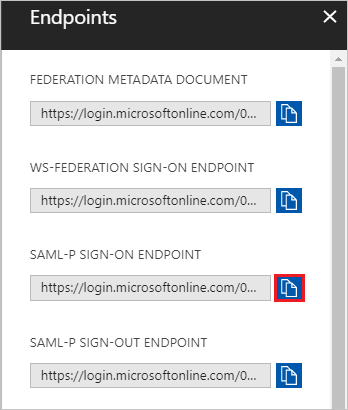 Endpoints
FEDERATION METADATA DOCUMENT
https://login.microsoftonline.com/0...
WS-FEDERATION SIGN-ON ENDPOINT
https://login.microsoftonline.com/0...
SAML-P SIGN-ON ENDPOINT
https://login.microsoftonline.com/0...
SAML-P SIGN-OUT ENDPOINT
https://login.microsoftonline.com/0...